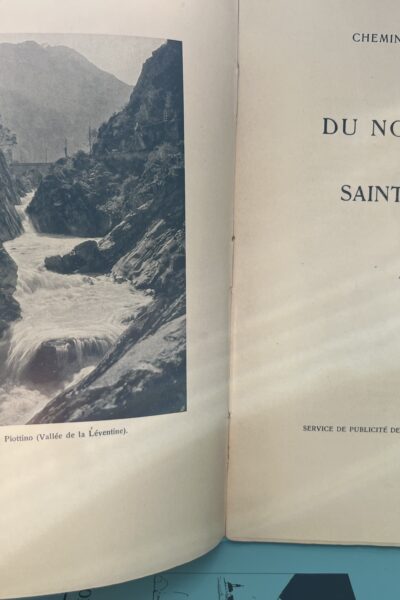 Piottino (Vallée de la Léventine).
CHEMIN
DU NO
SAINT
SERVICE DE PUBLICITÉ DE